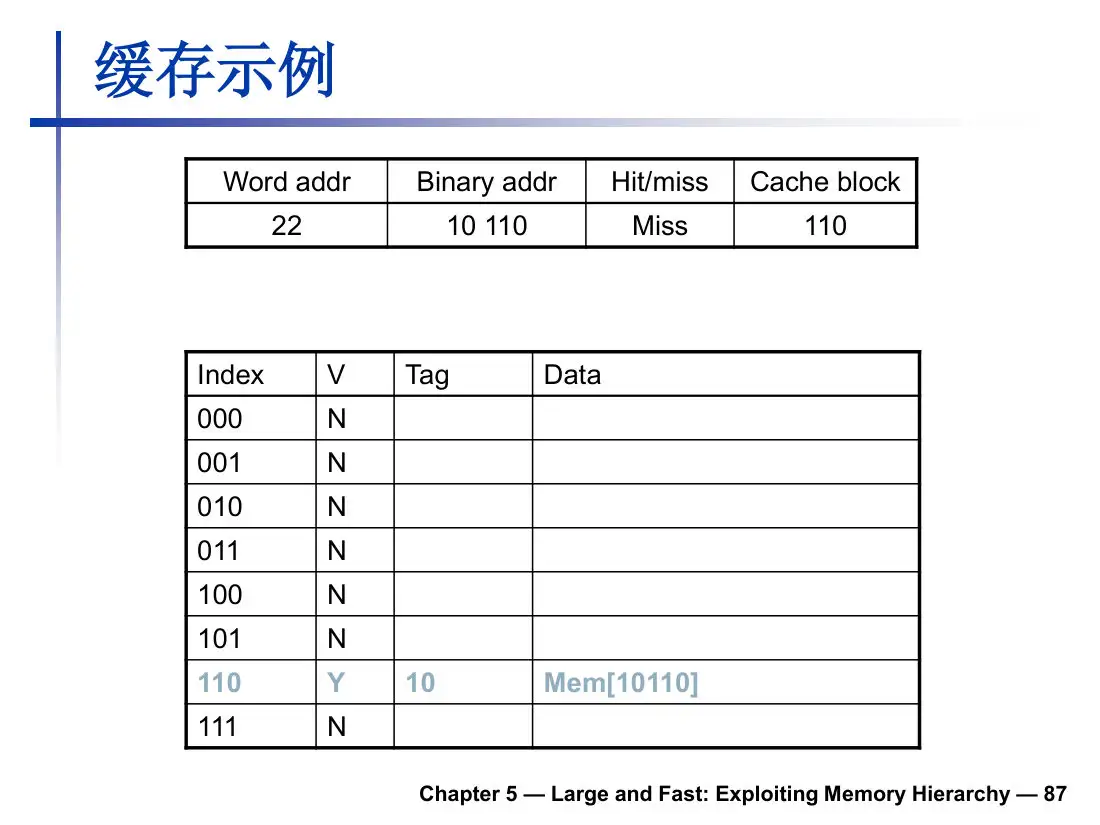 缓存示例
Word addr Binary addr Hit/miss Cache block
22 10 110 Miss 110
Index V Tag Data
000 N
001 N
010 N
011 N
100 N
101 N
110 Y 10 Mem[10110]
111 N
Chapter 5 — Large and Fast: Exploiting Memory Hierarchy — 87